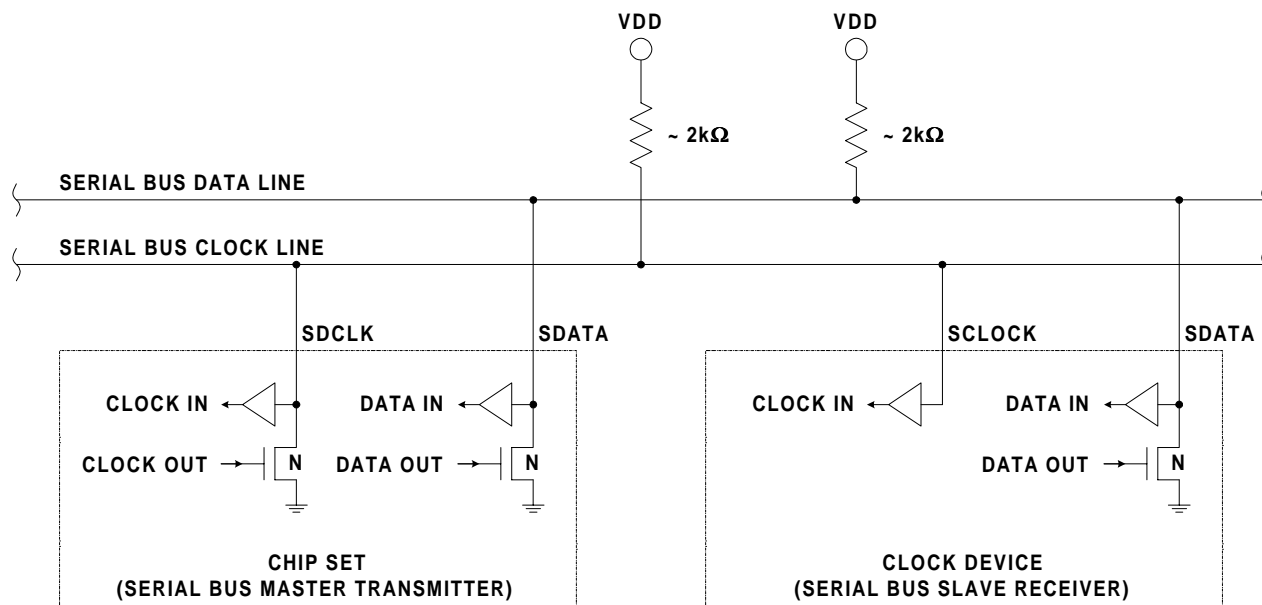 VDD
VDD
~ 2kΩ
~ 2kΩ
SERIAL BUS DATA LINE
SERIAL BUS CLOCK LINE
SDCLK
SDATA
SCLOCK
SDATA
CLOCK IN
DATA IN
CLOCK IN
DATA IN
CLOCK OUT
N
DATA OUT
N
DATA OUT
N
CHIP SET
(SERIAL BUS MASTER TRANSMITTER)
CLOCK DEVICE
(SERIAL BUS SLAVE RECEIVER)